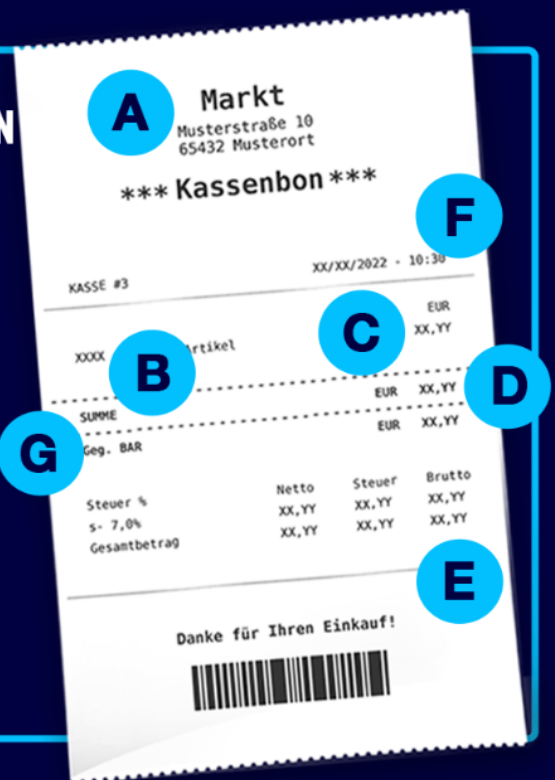 N
A
Markt
Musterstraße 10
65432 Musterort
*** Kassenbon ***
F
KASSE #3 XX/XX/2022 - 10:30
EUR
C
XX,YY
XXXX B
D
SUMME EUR XX,YY
G
Geg. BAR EUR XX,YY
Steuer % Netto Steuer Brutto
s- 7,0% XX,YY XX,YY XX,YY
Gesamtbetrag XX,YY XX,YY XX,YY
E
Danke für Ihren Einkauf!